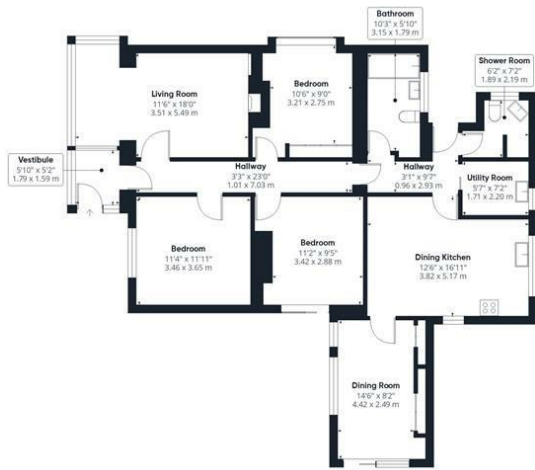 Bathroom
10'3" x 5'10"
3.15 x 1.79 m
Shower Room
6'2" x 7'2"
1.89 x 2.19 m
Living Room
11'6" x 18'0"
3.51 x 5.49 m
Bedroom
10'6" x 9'0"
3.21 x 2.75 m
Vestibule
5'10" x 5'2"
1.79 x 1.59 m
Hallway
3'3" x 23'0"
1.01 x 7.03 m
Hallway
3'1" x 9'7"
0.96 x 2.93 m
Utility Room
5'7" x 7'2"
1.71 x 2.20 m
Bedroom
11'4" x 11'11"
3.46 x 3.65 m
Bedroom
11'2" x 9'5"
3.42 x 2.88 m
Dining Kitchen
12'6" x 16'11"
3.82 x 5.17 m
Dining Room
14'6" x 8'2"
4.42 x 2.49 m